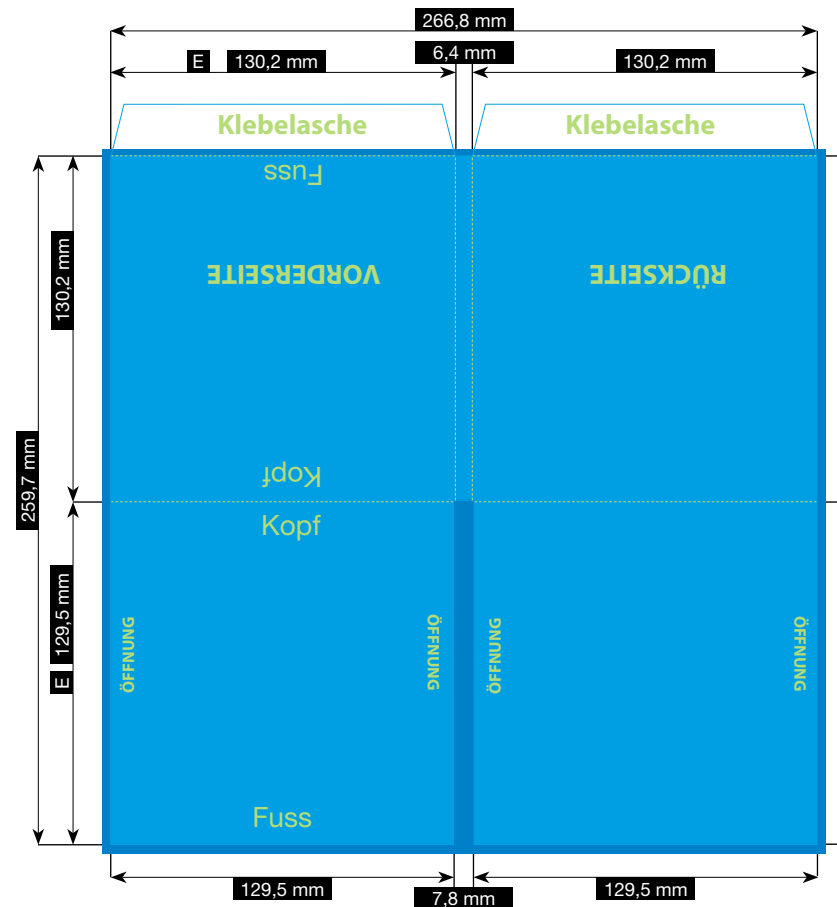 266,8 mm
6,4 mm
E 130,2 mm
130,2 mm
Klebelasche
Klebelasche
Fuss
VORDERSEITE
RÜCKSEITE
130,2 mm
259,7 mm
Kopf
Kopf
E 129,5 mm
ÖFFNUNG
ÖFFNUNG
ÖFFNUNG
ÖFFNUNG
Fuss
129,5 mm
7,8 mm
129,5 mm